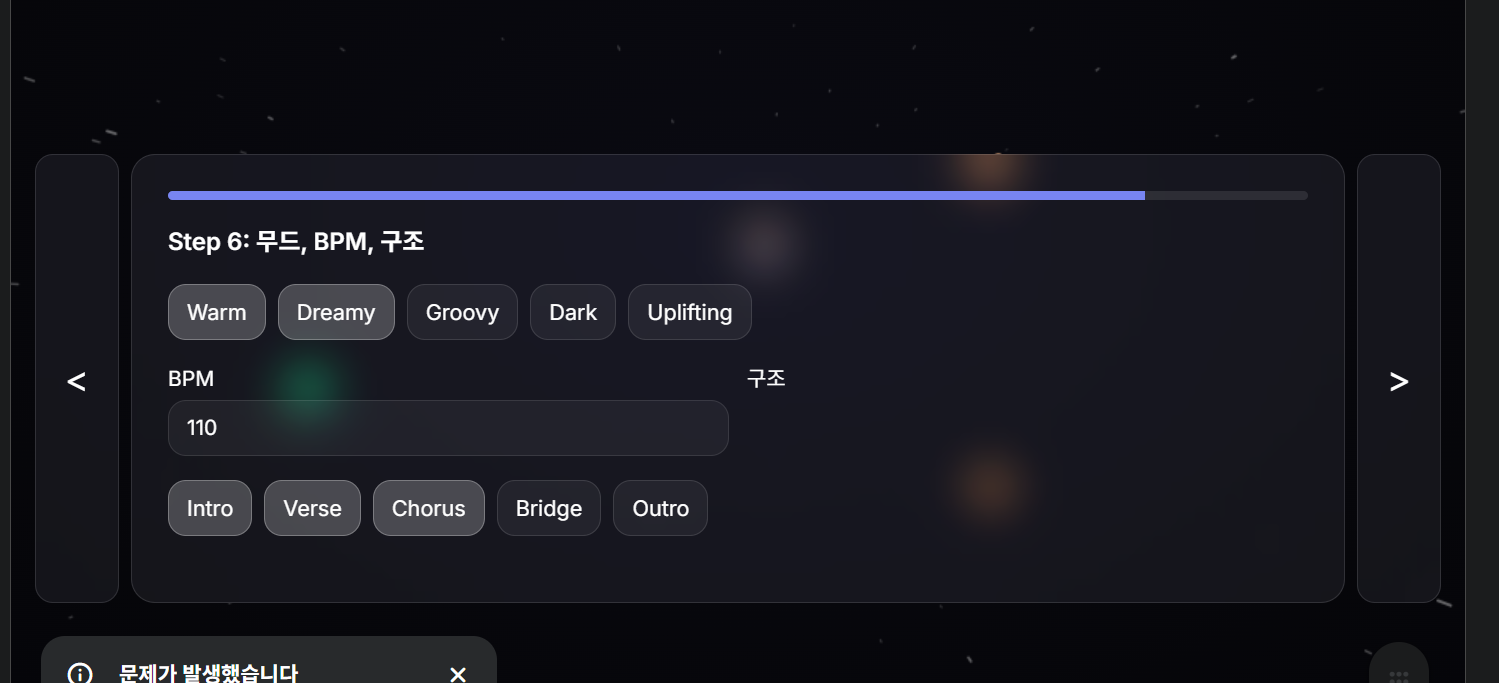 Step 6: 무드, BPM, 구조
Warm Dreamy Groovy Dark Uplifting
BPM 구조
110
< >
Intro Verse Chorus Bridge Outro
문제가 발생했습니다